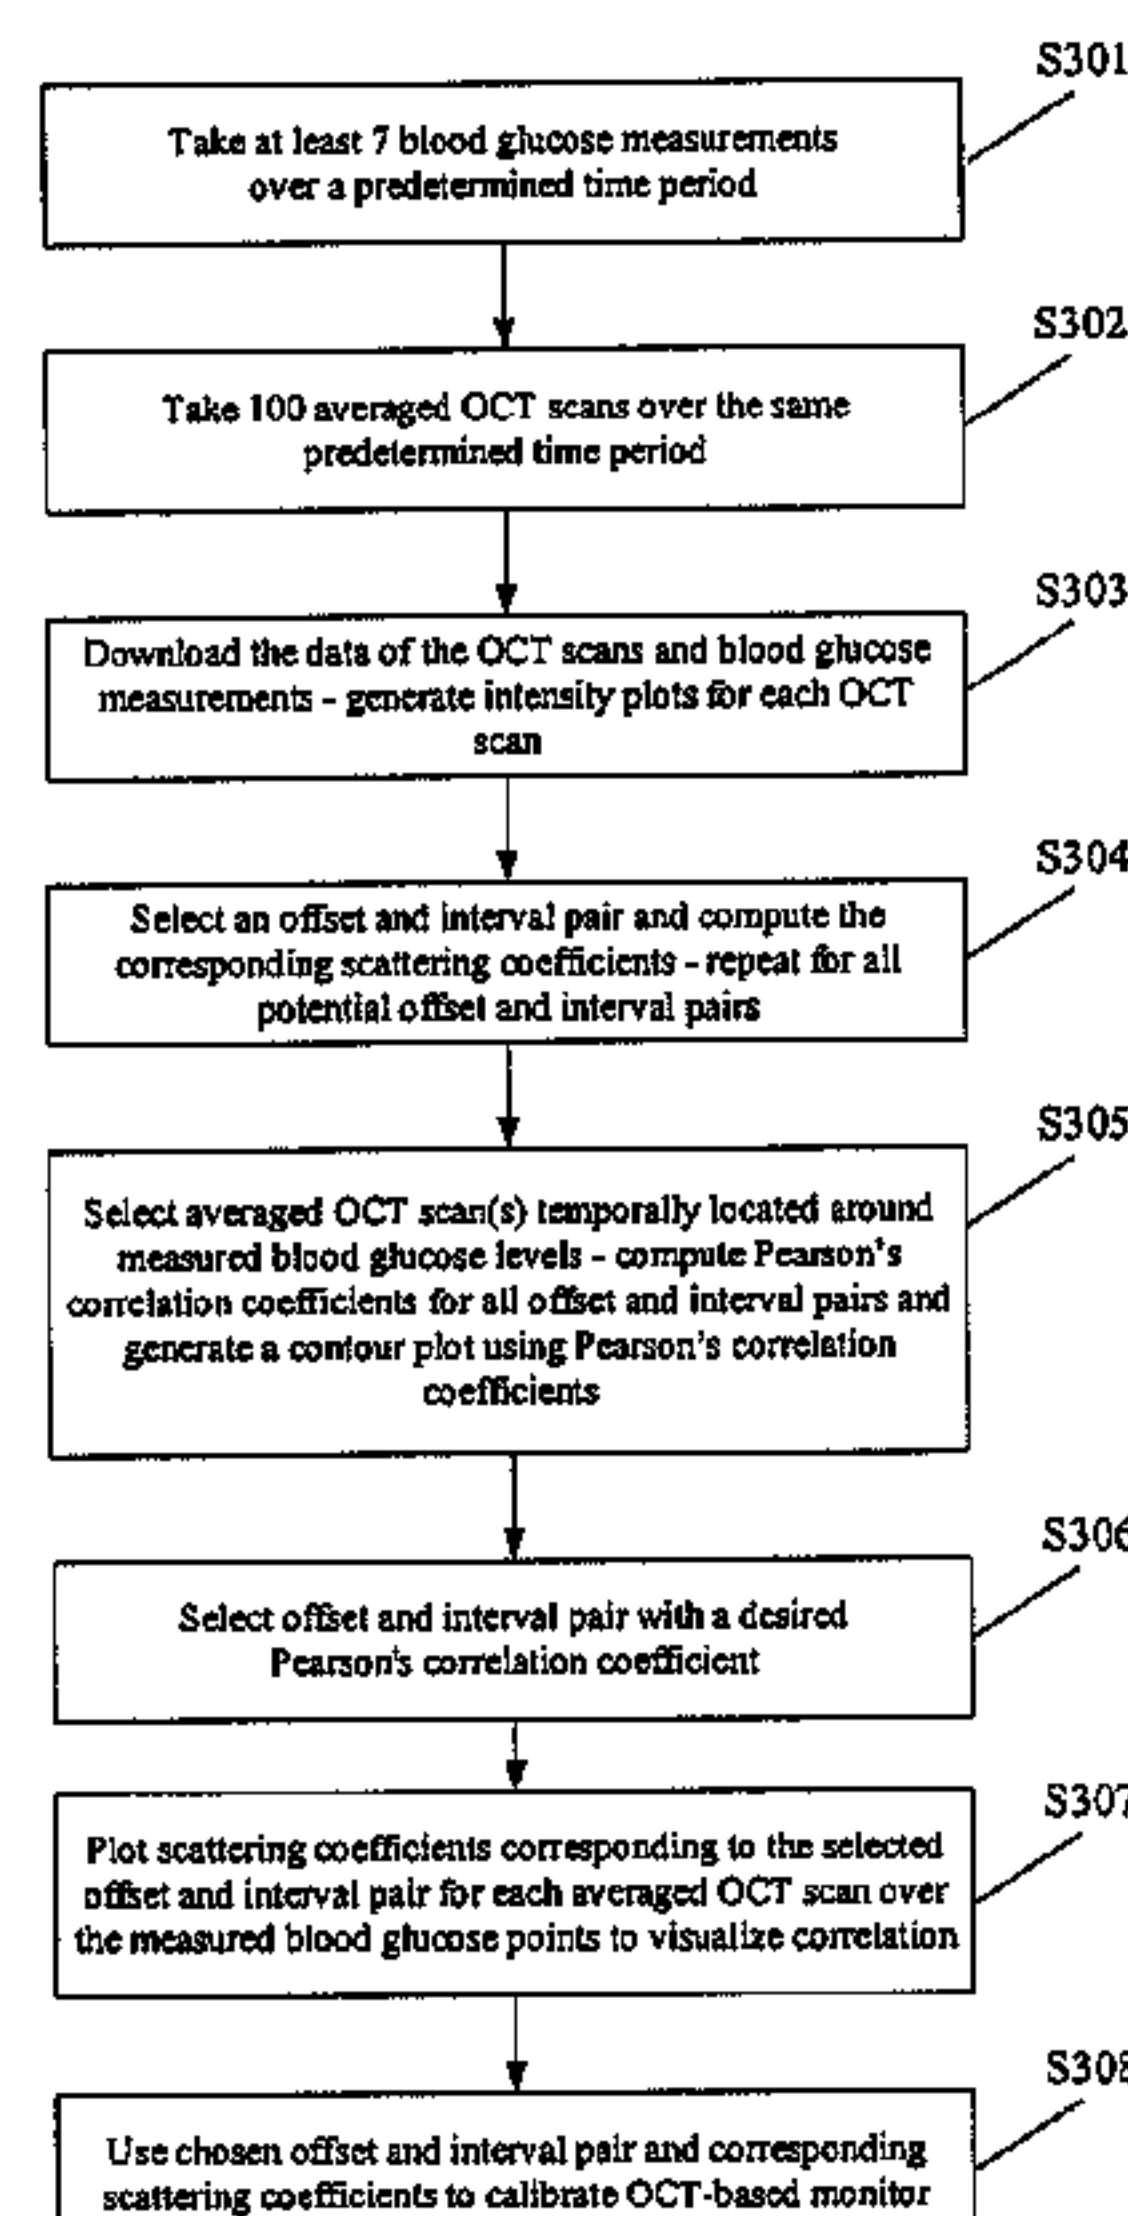 S301
Take at least 7 blood glucose measurements
over a predetermined time period
S302
Take 100 averaged OCT scans over the same
predetermined time period
S303
Download the data of the OCT scans and blood glucose
measurements - generate intensity plots for each OCT
scan
S304
Select an offset and interval pair and compute the
corresponding scattering coefficients - repeat for all
potential offset and interval pairs
S305
Select averaged OCT scan(s) temporally located around
measured blood glucose levels - compute Pearson's
correlation coefficients for all offset and interval pairs and
generate a contour plot using Pearson's correlation
coefficients
S306
Select offset and interval pair with a desired
Pearson's correlation coefficient
S307
Plot scattering coefficients corresponding to the selected
offset and interval pair for each averaged OCT scan over
the measured blood glucose points to visualize correlation
S308
Use chosen offset and interval pair and corresponding
scattering coefficients to calibrate OCT-based monitor